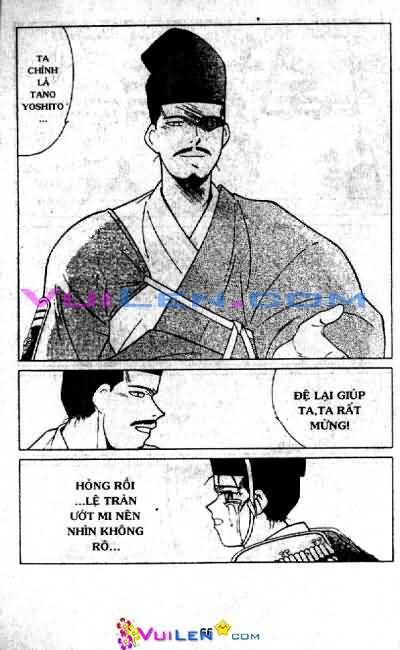 TA
CHÍNH
LÀ
TANO
YOSHITO
...
VUILEN.COM
ĐỆ LẠI GIÚP
TA,TA RẤT
MỪNG!
HỎNG RỒI
...LỆ TRÀN
ƯỚT MI NÊN
NHÌN KHÔNG
RÕ...
66
VUILEN.COM